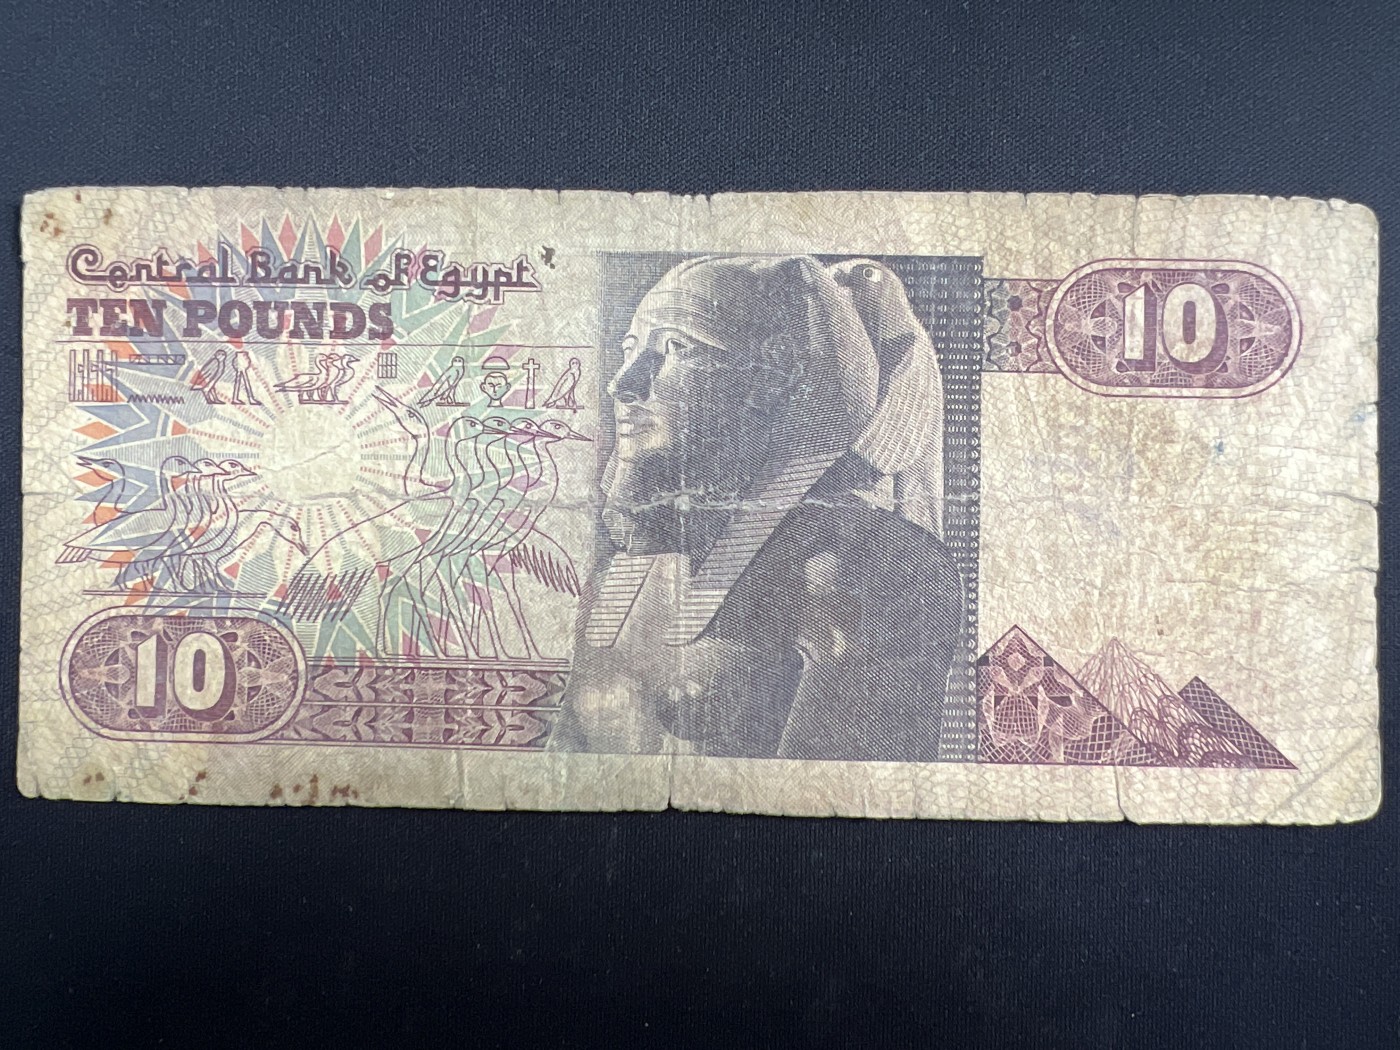 Central Bank of Egypt
TEN POUNDS
10
10